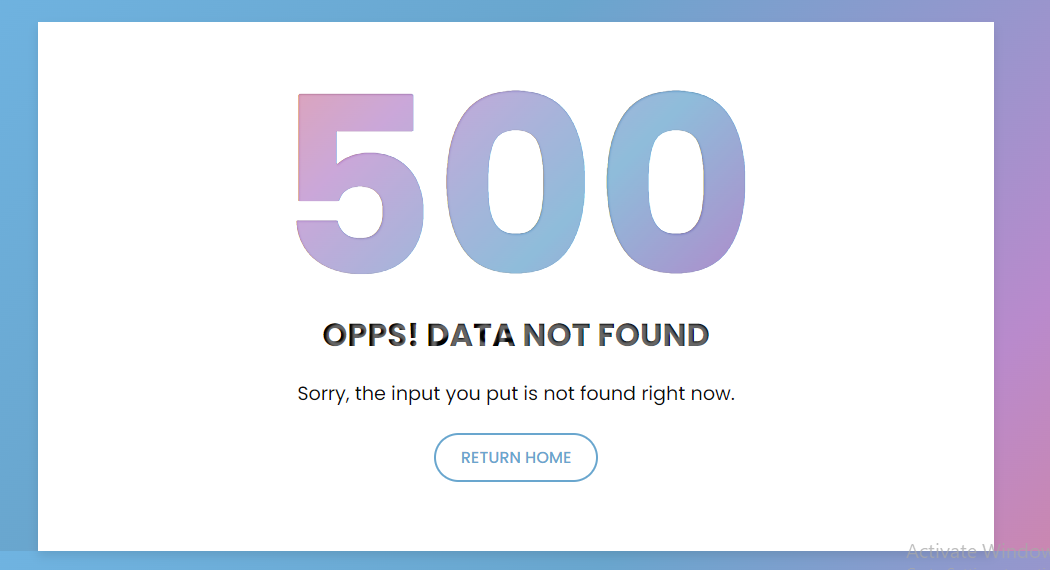 500
OPPS! DATA NOT FOUND
Sorry, the input you put is not found right now.
RETURN HOME
Activate Window